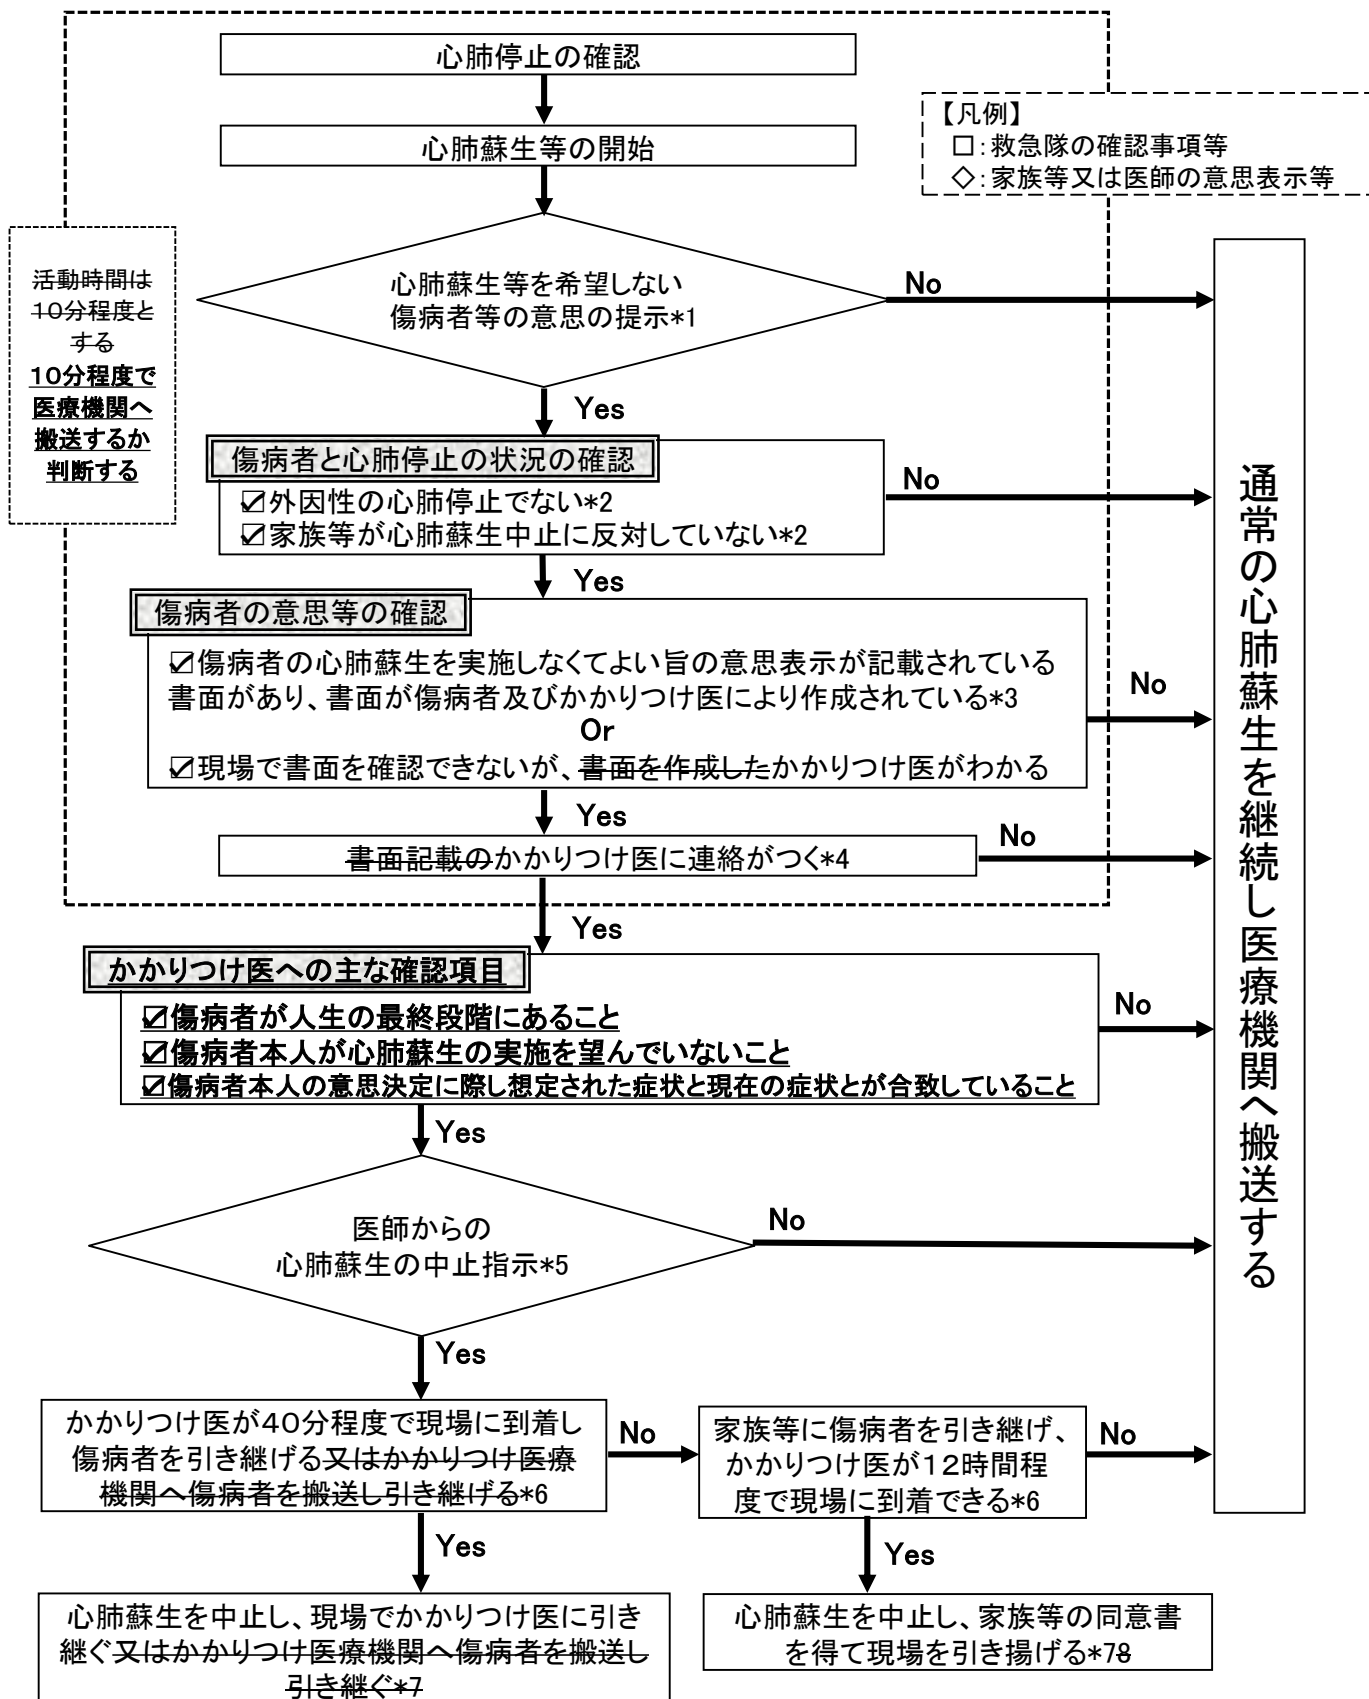 心肺停止の確認
心肺蘇生等の開始
【凡例】
□：救急隊の確認事項等
◇：家族等又は医師の意思表示等
活動時間は
10分程度と
する
10分程度で
医療機関へ
搬送するか
判断する
心肺蘇生等を希望しない
傷病者等の意思の提示*1
No
Yes
傷病者と心肺停止の状況の確認
☑外因性の心肺停止でない*2
☑家族等が心肺蘇生中止に反対していない*2
No
Yes
傷病者の意思等の確認
☑傷病者の心肺蘇生を実施しなくてよい旨の意思表示が記載されている
書面があり、書面が傷病者及びかかりつけ医により作成されている*3
Or
☑現場で書面を確認できないが、書面を作成したかかりつけ医がわかる
No
Yes
書面記載のかかりつけ医に連絡がつく*4
No
Yes
かかりつけ医への主な確認項目
☑傷病者が人生の最終段階にあること
☑傷病者本人が心肺蘇生の実施を望んでいないこと
☑傷病者本人の意思決定に際し想定された症状と現在の症状とが合致していること
No
Yes
医師からの
心肺蘇生の中止指示*5
No
Yes
かかりつけ医が40分程度で現場に到着し
傷病者を引き継げる又はかかりつけ医療
機関へ傷病者を搬送し引き継げる*6
No
家族等に傷病者を引き継げ、
かかりつけ医が12時間程
度で現場に到着できる*6
No
Yes
Yes
心肺蘇生を中止し、現場でかかりつけ医に引き
継ぐ又はかかりつけ医療機関へ傷病者を搬送し
引き継ぐ*7
心肺蘇生を中止し、家族等の同意書
を得て現場を引き揚げる*78
通常の心肺蘇生を継続し医療機関へ搬送する